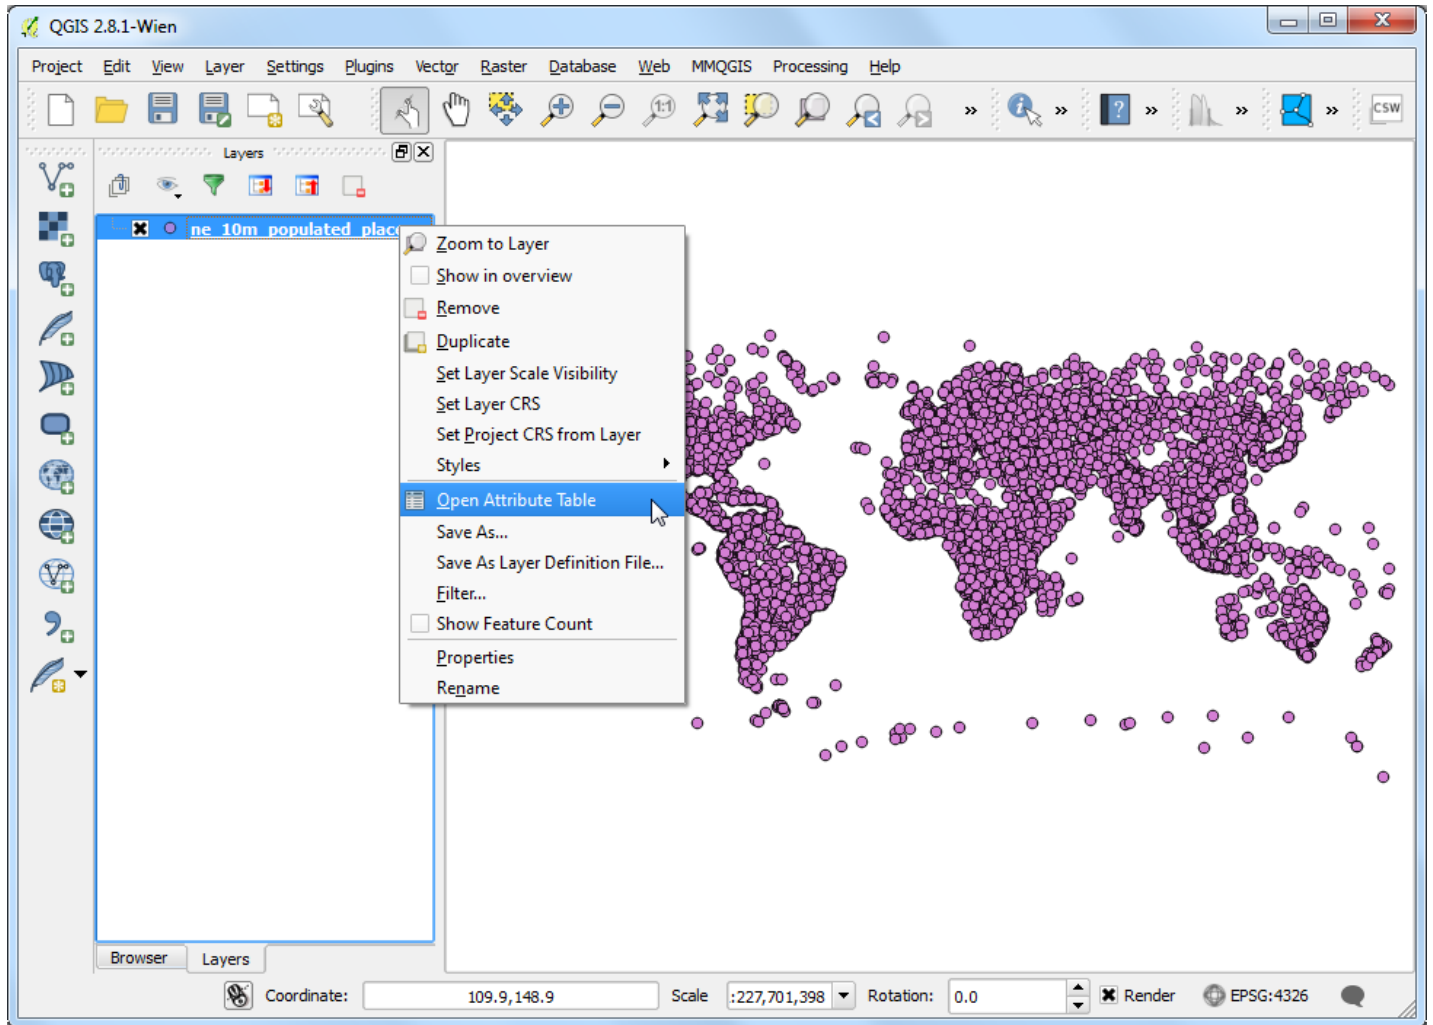 QGIS 2.8.1-Wien
Project Edit View Layer Settings Plugins Vector Raster Database Web MMQGIS Processing Help
1:1 » » ? » » » CSW
Layers
ne_10m_populated_place
Zoom to Layer
Show in overview
Remove
Duplicate
Set Layer Scale Visibility
Set Layer CRS
Set Project CRS from Layer
Styles
Open Attribute Table
Save As...
Save As Layer Definition File...
Filter...
Show Feature Count
Properties
Rename
Browser Layers
Coordinate: 109.9,148.9 Scale :227,701,398 Rotation: 0.0 Render EPSG:4326